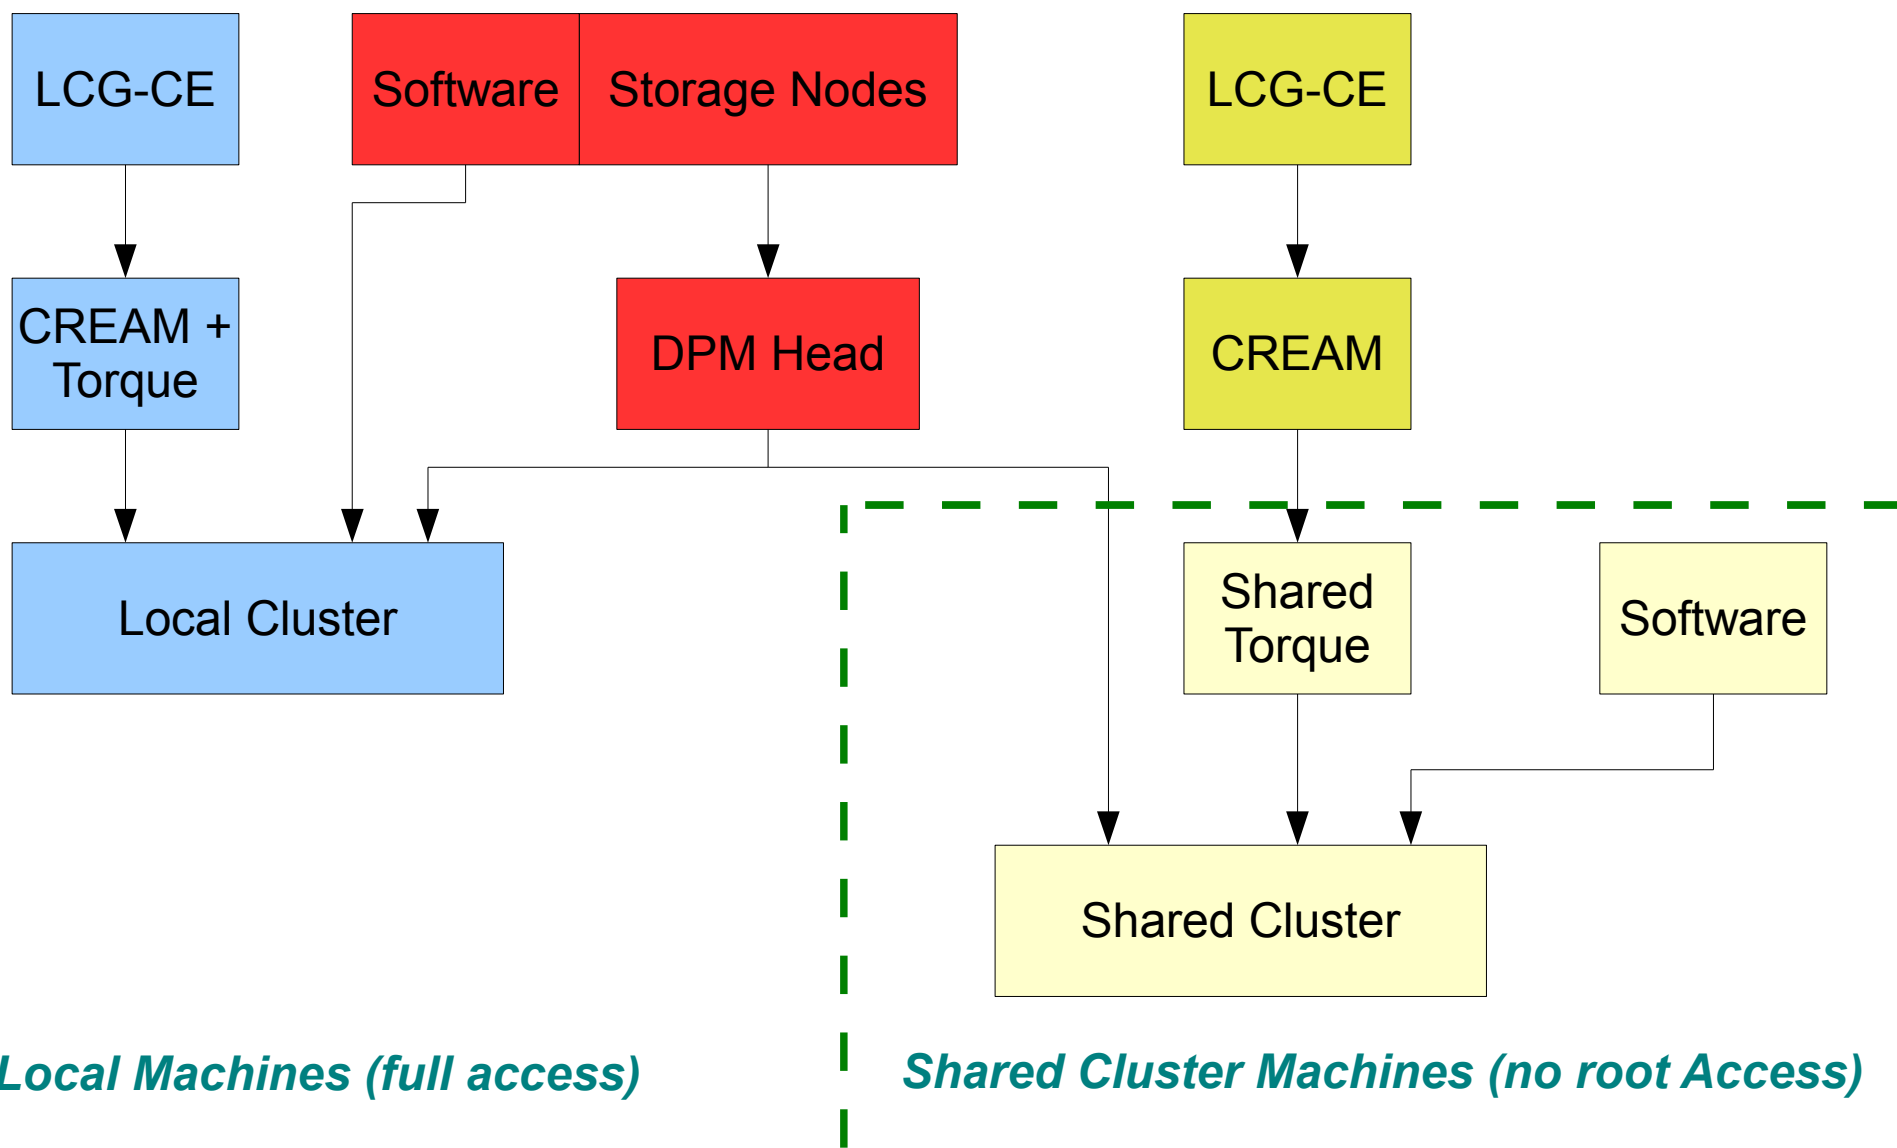 LCG-CE
Software
Storage Nodes
LCG-CE
CREAM +
Torque
DPM Head
CREAM
Local Cluster
Shared
Torque
Software
Shared Cluster
Local Machines (full access)
Shared Cluster Machines (no root Access)